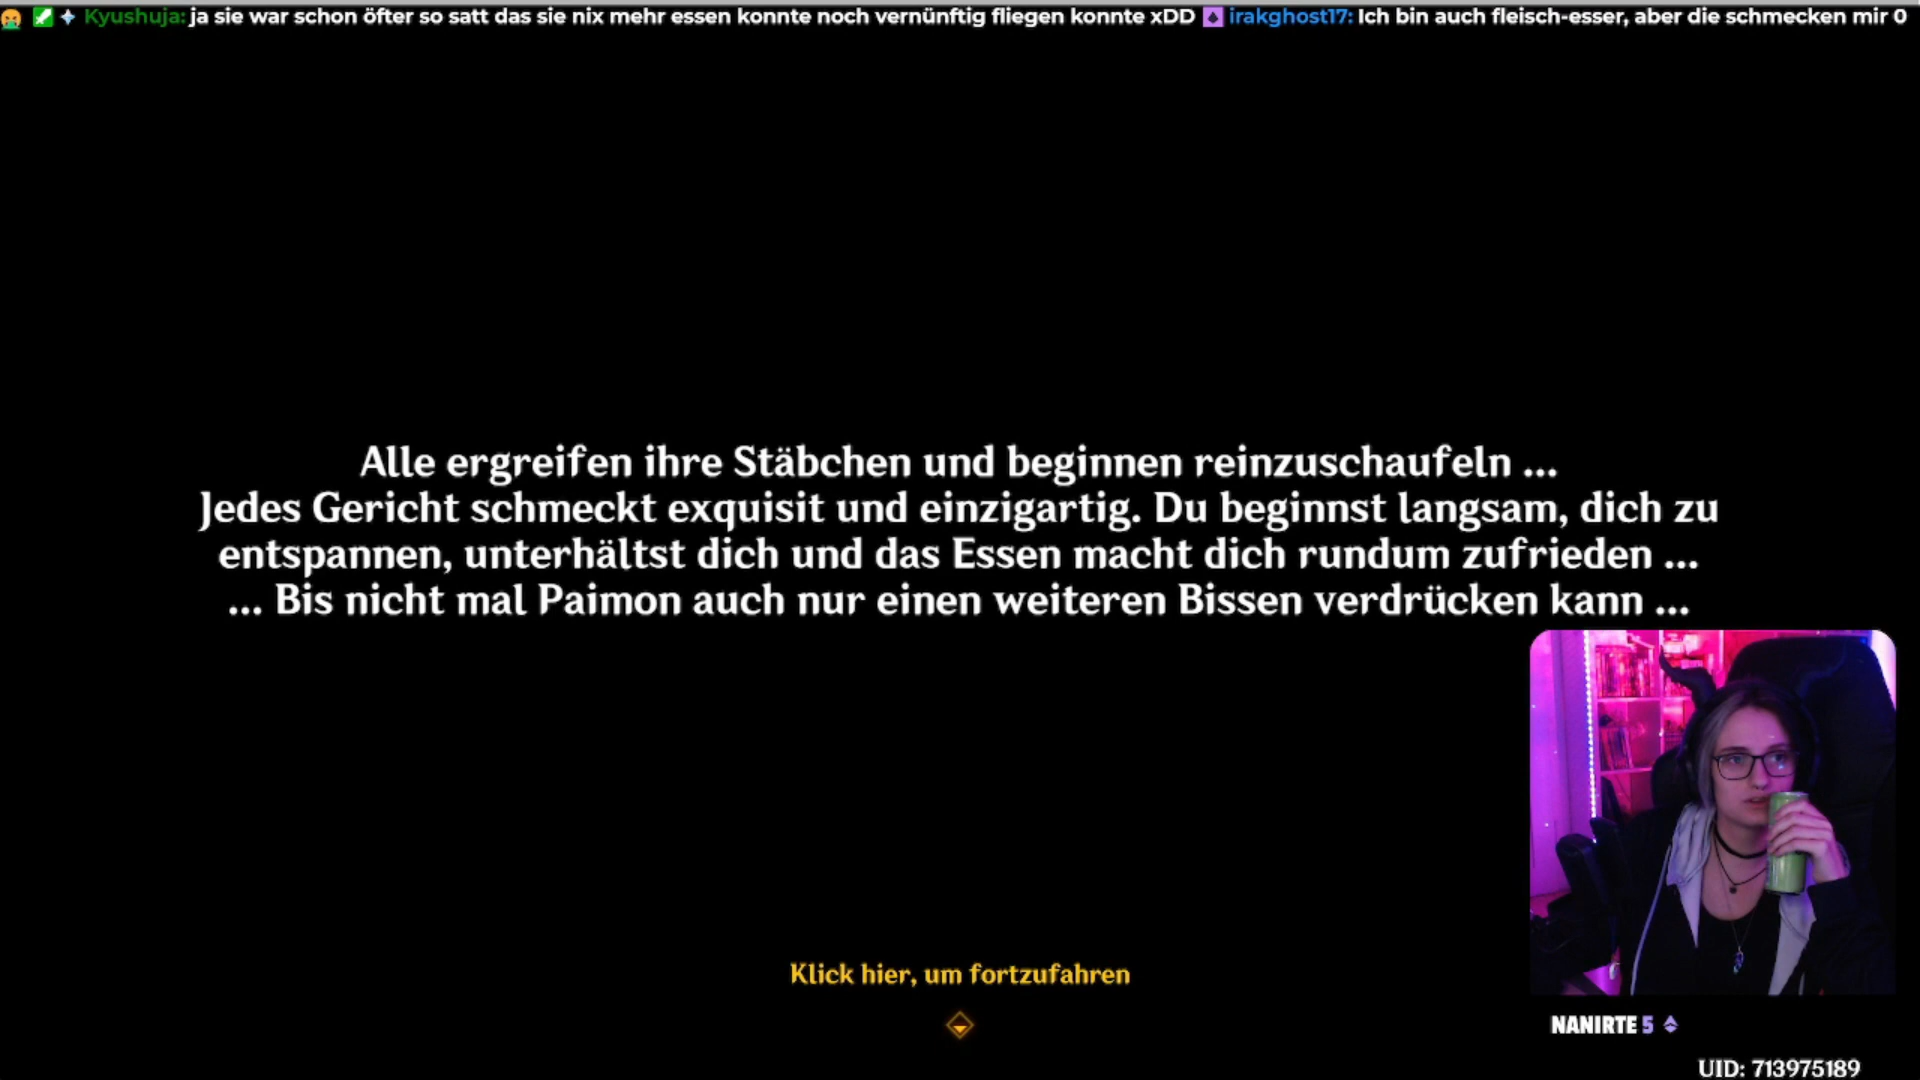 Kyushuja: ja sie war schon öfter so satt das sie nix mehr essen konnte noch vernünftig fliegen konnte xDD irakghost17: Ich bin auch fleisch-esser, aber die schmecken mir 0
Alle ergreifen ihre Stäbchen und beginnen reinzuschaufeln ...
Jedes Gericht schmeckt exquisit und einzigartig. Du beginnst langsam, dich zu
entspannen, unterhältst dich und das Essen macht dich rundum zufrieden ...
... Bis nicht mal Paimon auch nur einen weiteren Bissen verdrücken kann ...
Klick hier, um fortzufahren
NANIRTE 5
UID: 713975189